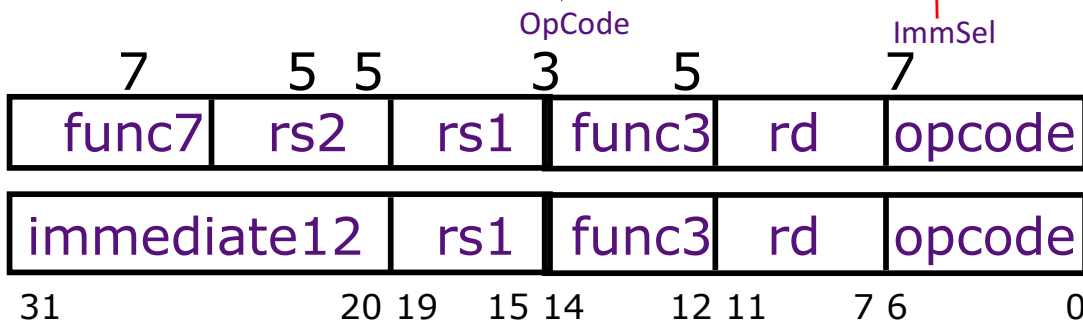 OpCode
ImmSel
7 5 5 3 5 7
func7 rs2 rs1 func3 rd opcode
immediate12 rs1 func3 rd opcode
31 20 19 15 14 12 11 7 6 0